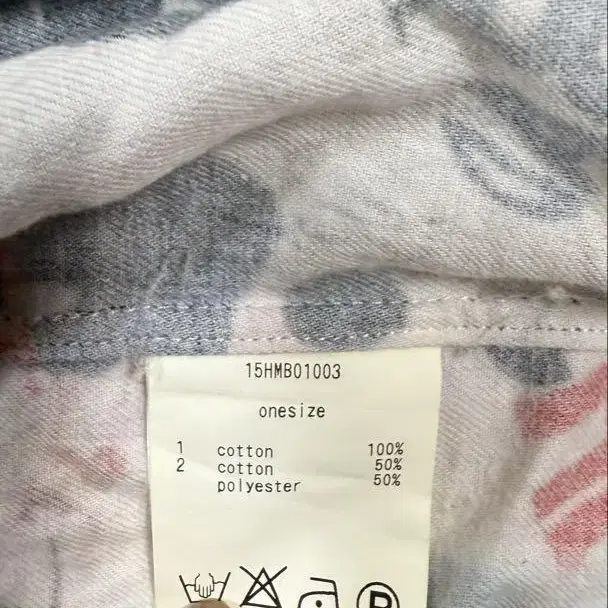 15HMB01003
onesize
1 cotton 100%
2 cotton 50%
polyester 50%
P